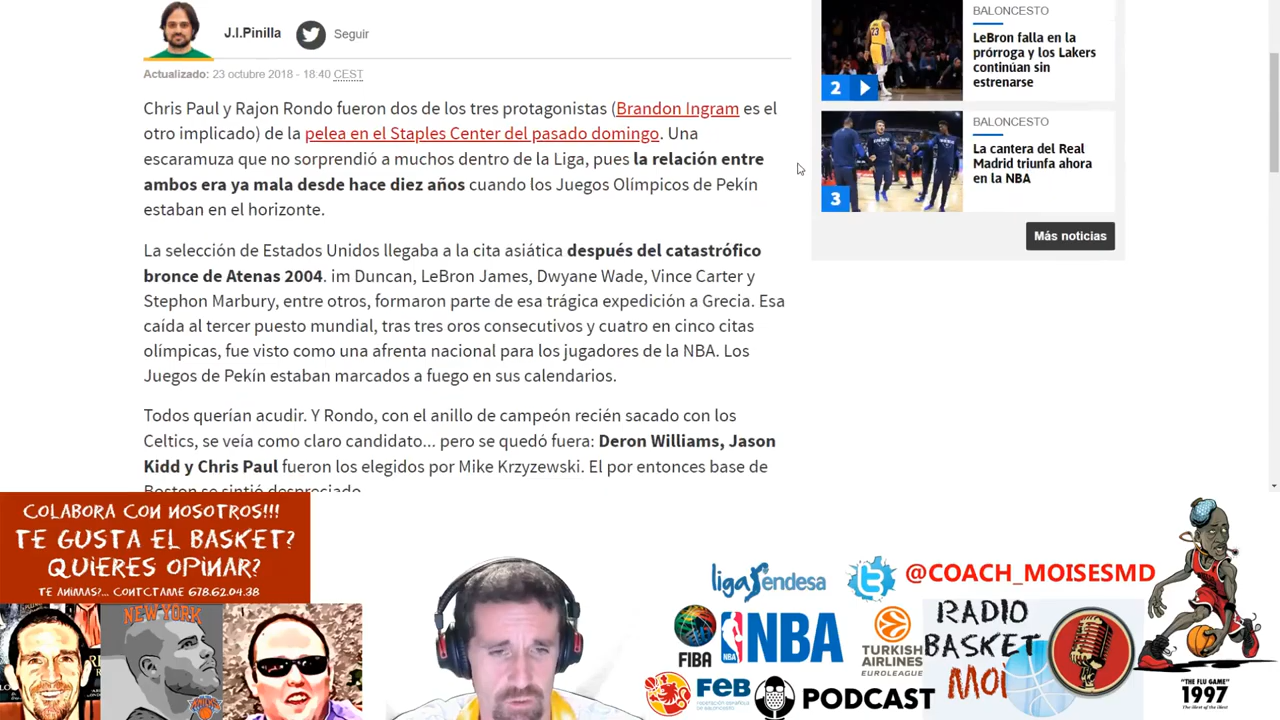 J.I.Pinilla
Seguir
Actualizado: 23 octubre 2018 - 18:40 CEST
Chris Paul y Rajon Rondo fueron dos de los tres protagonistas (Brandon Ingram es el
otro implicado) de la pelea en el Staples Center del pasado domingo. Una
escaramuza que no sorprendió a muchos dentro de la Liga, pues la relación entre
ambos era ya mala desde hace diez años cuando los Juegos Olímpicos de Pekín
estaban en el horizonte.
La selección de Estados Unidos llegaba a la cita asiática después del catastrófico
bronce de Atenas 2004. im Duncan, LeBron James, Dwyane Wade, Vince Carter y
Stephon Marbury, entre otros, formaron parte de esa trágica expedición a Grecia. Esa
caída al tercer puesto mundial, tras tres oros consecutivos y cuatro en cinco citas
olímpicas, fue visto como una afrenta nacional para los jugadores de la NBA. Los
Juegos de Pekín estaban marcados a fuego en sus calendarios.
Todos querían acudir. Y Rondo, con el anillo de campeón recién sacado con los
Celtics, se veía como claro candidato... pero se quedó fuera: Deron Williams, Jason
Kidd y Chris Paul fueron los elegidos por Mike Krzyzewski. El por entonces base de
Boston se sintió despreciado
BALONCESTO
LeBron falla en la
prórroga y los Lakers
continúan sin
estrenarse
2
BALONCESTO
La cantera del Real
Madrid triunfa ahora
en la NBA
3
Más noticias
COLABORA CON NOSOTROS!!!
TE GUSTA EL BASKET?
QUIERES OPINAR?
TE ANIMAS?... CONTCTAME 678.62.04.38
NEW YORK
ligaEndesa
@COACH_MOISESMD
FIBA
NBA
NBA
TURKISH
AIRLINES
EUROLEAGUE
RADIO
BASKET
MOI
FEB
FEDERACIÓN ESPAÑOLA
DE BALONCESTO
PODCAST
"THE FLU GAME"
1997